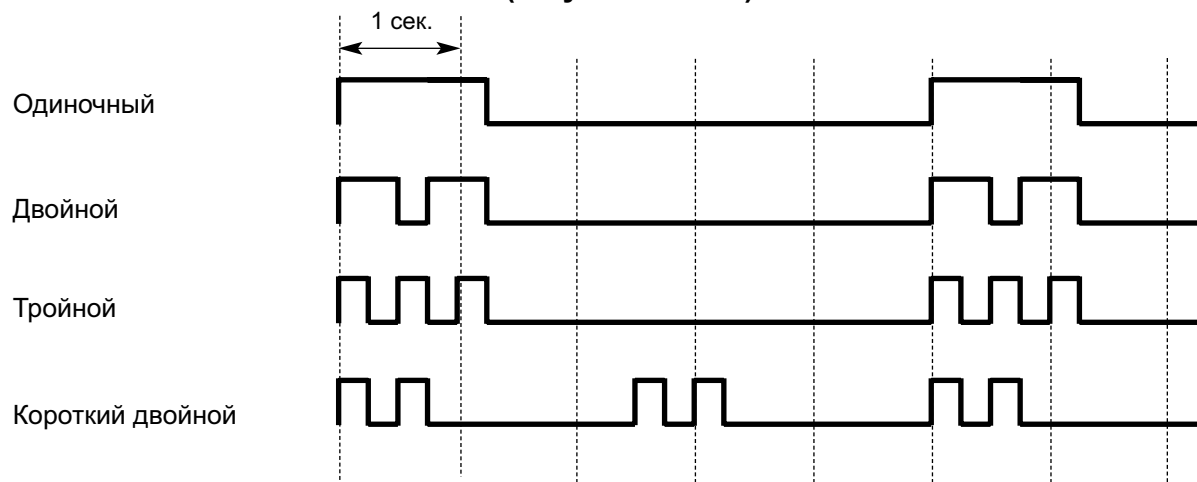 1 сек.
Одиночный
Двойной
Тройной
Короткий двойной